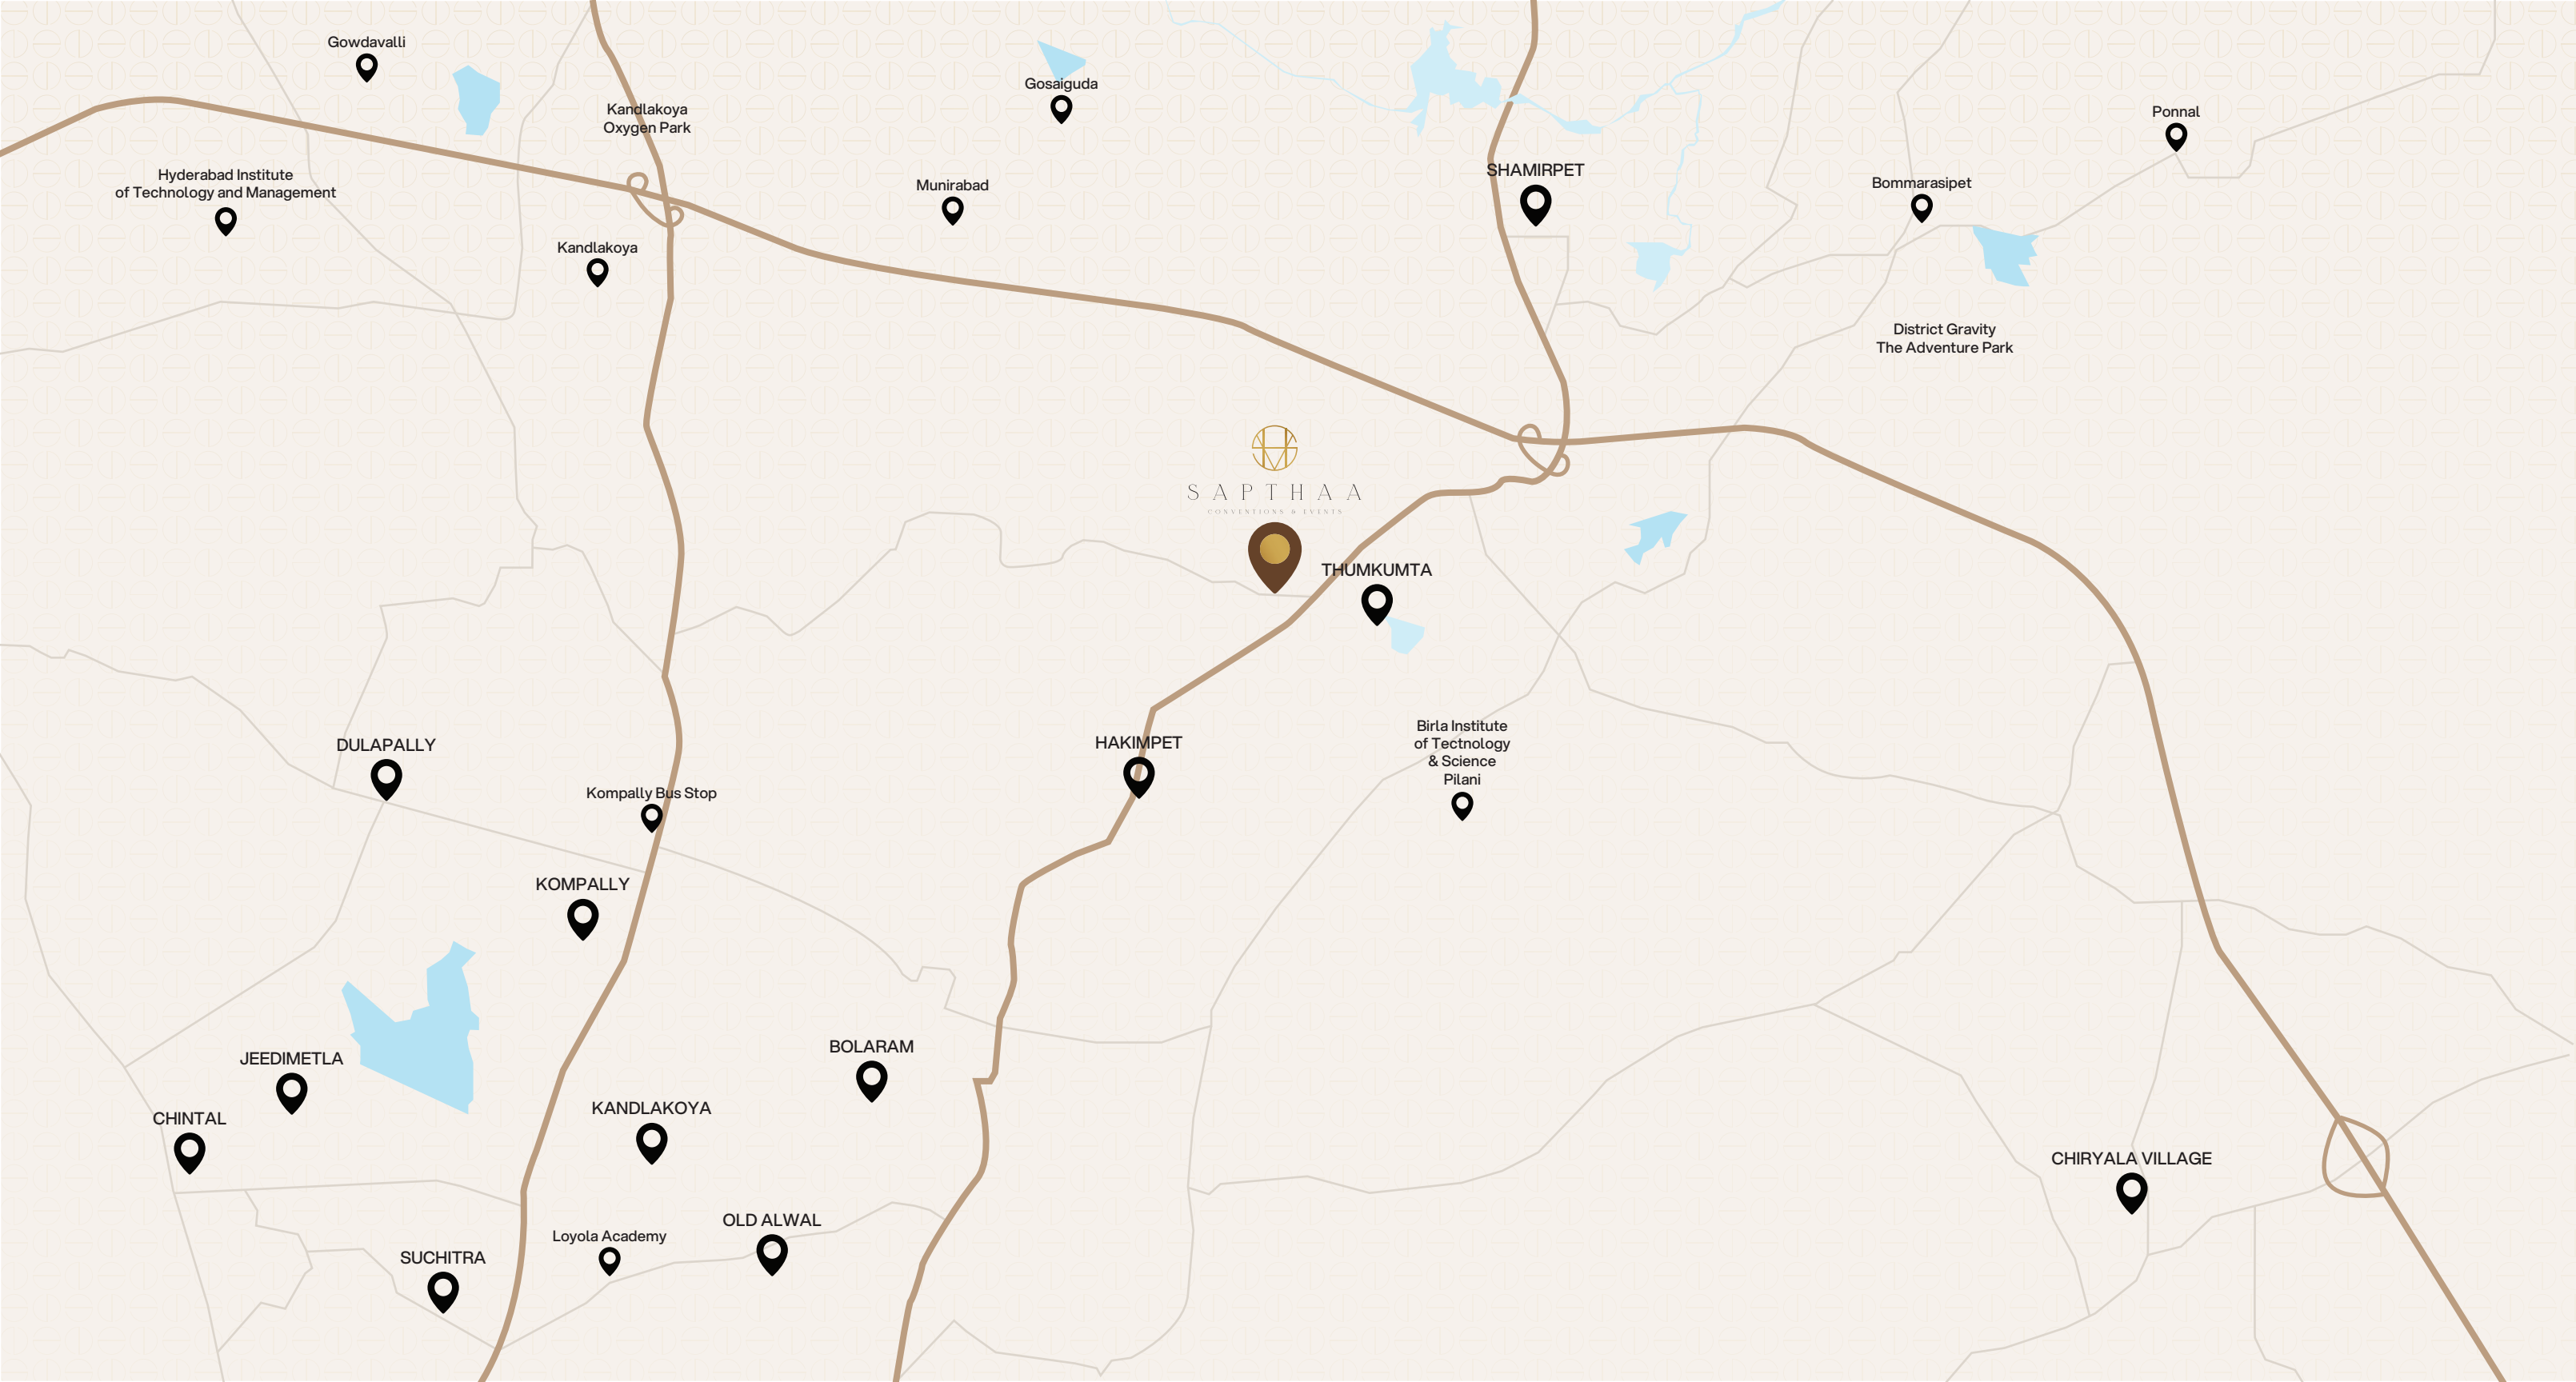 Gowdavalli
Gosaiguda
Kandlakoya
Oxygen Park
Ponnal
Hyderabad Institute
of Technology and Management
Munirabad
SHAMIRPET
Bommarasipet
Kandlakoya
District Gravity
The Adventure Park
SAPTHAA
CONVENTIONS & EVENTS
THUMKUMTA
DULAPALLY
HAKIMPET
Birla Institute
of Tectnology
& Science
Pilani
Kompally Bus Stop
KOMPALLY
JEEDIMETLA
BOLARAM
CHINTAL
KANDLAKOYA
CHIRYALA VILLAGE
OLD ALWAL
Loyola Academy
SUCHITRA